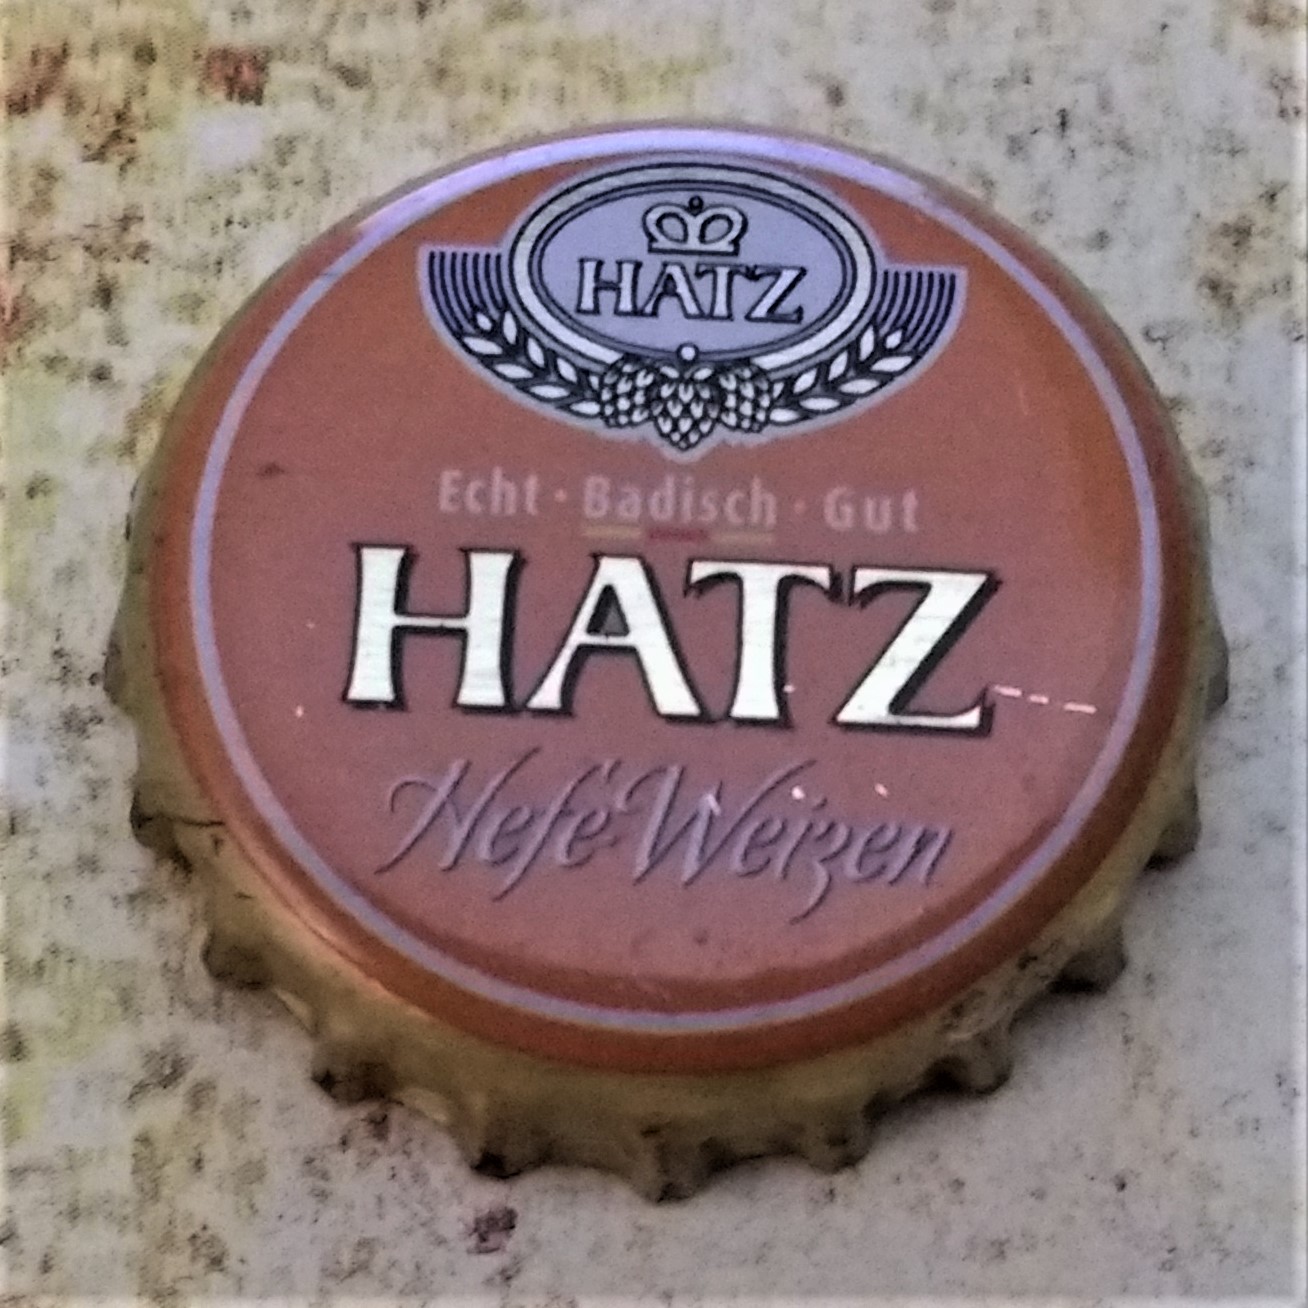 HATZ
Echt · Badisch · Gut
HATZ
Hefe Weizen